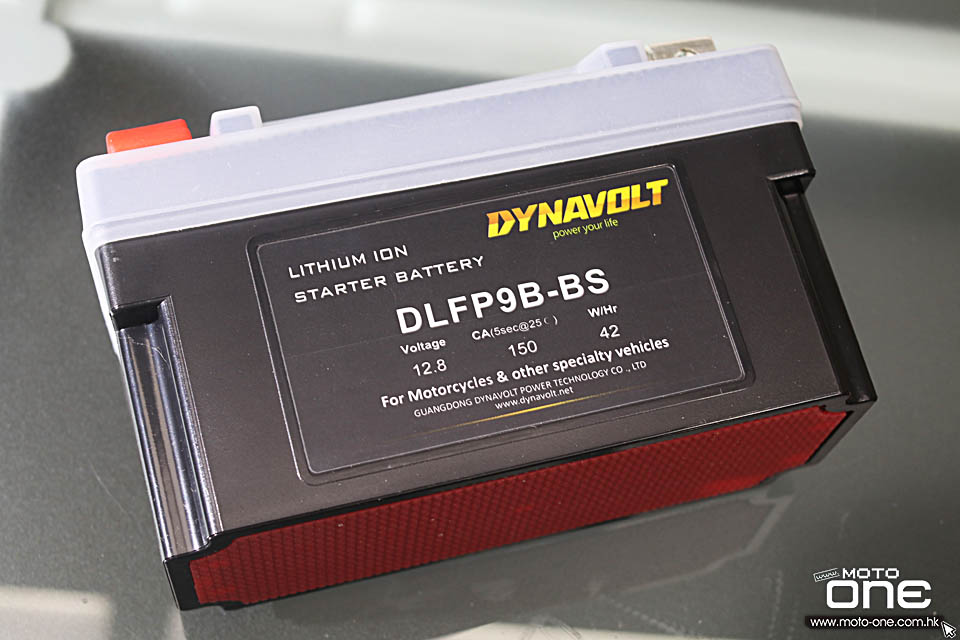 DYNAVOLT
power your life
LITHIUM ION
STARTER BATTERY
DLFP9B-BS
Voltage CA(5sec@25 ( ) W/Hr
12.8 150 42
For Motorcycles & other specialty vehicles
GUANGDONG DYNAVOLT POWER TECHNOLOGY CO ., LTD
www.dynavolt.net
www. MOTO
ONE
www.moto-one.com.hk